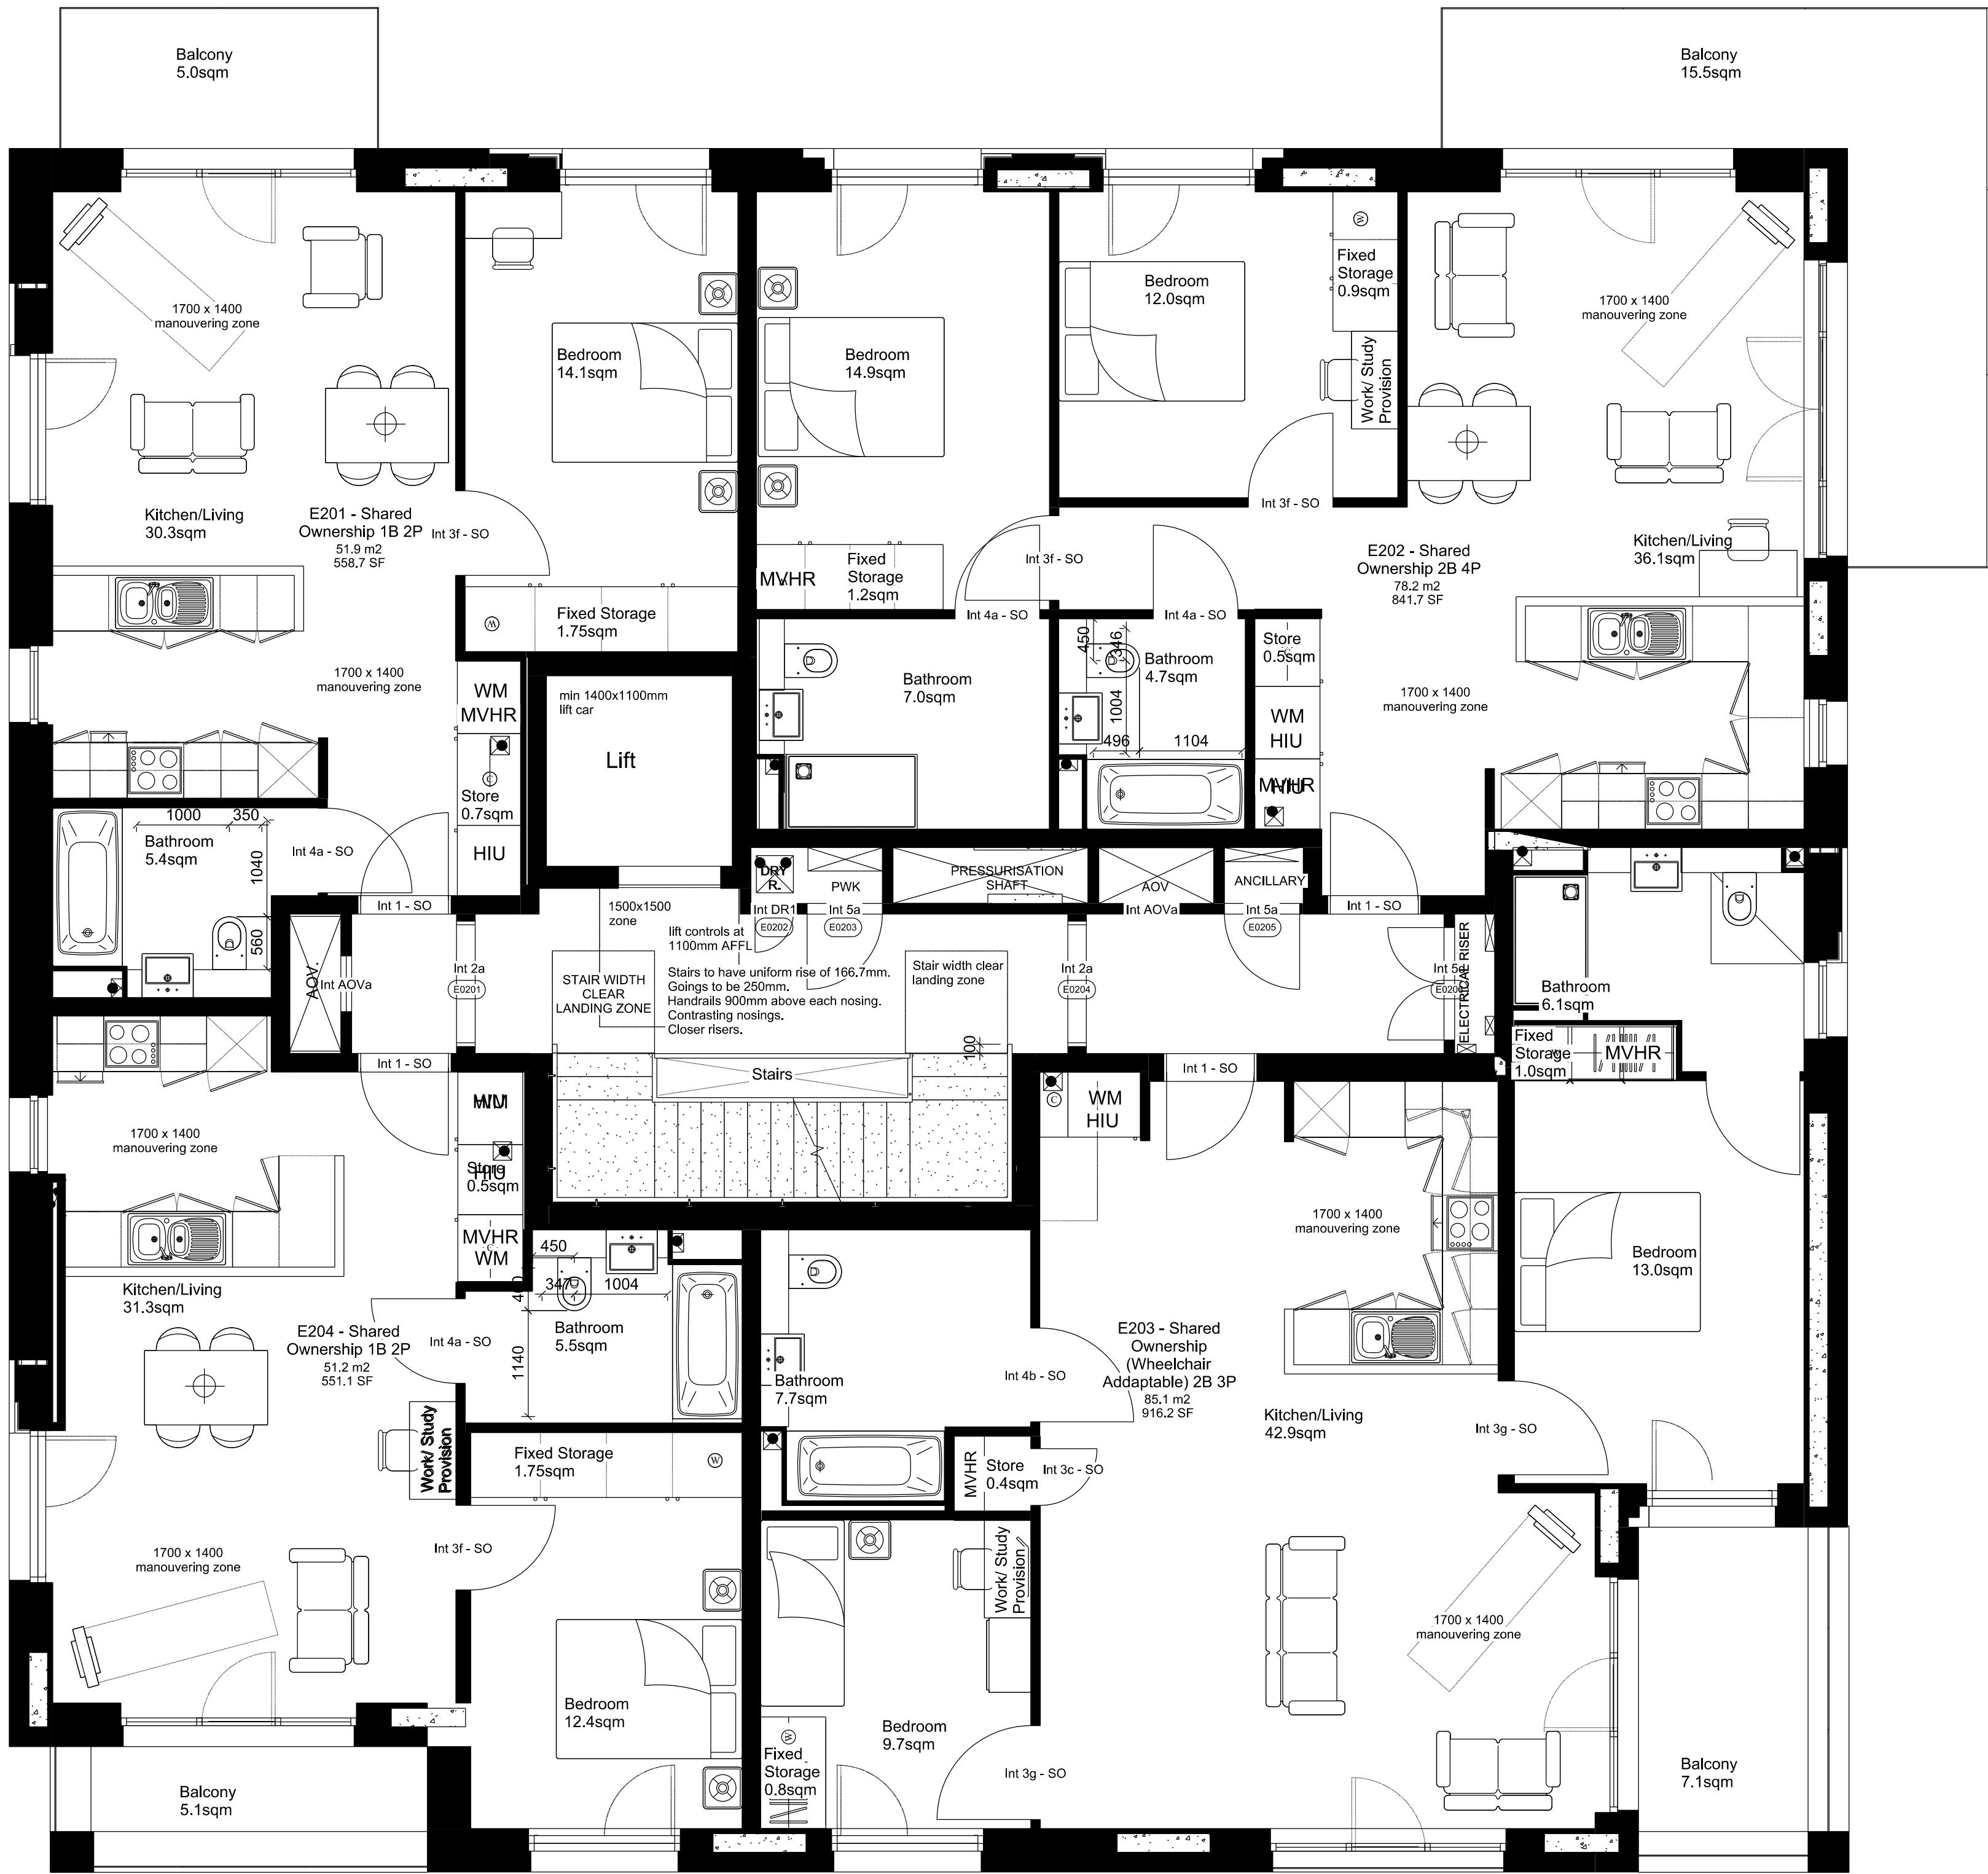 Balcony
5.0sqm
Balcony
15.5sqm
1700 x 1400
manouvering zone
Bedroom
14.1sqm
Bedroom
14.9sqm
Bedroom
12.0sqm
W
Fixed
Storage
0.9sqm
Work/ Study
Provision
1700 x 1400
manouvering zone
Kitchen/Living
30.3sqm
E201 - Shared
Ownership 1B 2P
51.9 m2
558.7 SF
Int 3f - SO
Fixed Storage
1.75sqm
W
MVHR
Fixed
Storage
1.2sqm
Int 3f - SO
Int 3f - SO
E202 - Shared
Ownership 2B 4P
78.2 m2
841.7 SF
Kitchen/Living
36.1sqm
Int 4a - SO
Int 4a - SO
1700 x 1400
manouvering zone
WM
MVHR
C
Store
0.7sqm
HIU
min 1400x1100mm
lift car
Lift
Bathroom
7.0sqm
450
346
Bathroom
4.7sqm
1004
496
1104
Store
0.5sqm
WM
HIU
MVHR
1700 x 1400
manouvering zone
1000
350
Bathroom
5.4sqm
1040
560
Int 4a - SO
Int 1 - SO
AOV
Int AOVa
Int 2a
E0201
1500x1500
zone
lift controls at
1100mm AFFL
STAIR WIDTH
CLEAR
LANDING ZONE
Stairs to have uniform rise of 166.7mm.
Goings to be 250mm.
Handrails 900mm above each nosing.
Contrasting nosings.
Closer risers.
DRY
R.
Int DR1
E0202
PWK
Int 5a
E0203
PRESSURISATION
SHAFT
Stair width clear
landing zone
100
AOV
Int AOVa
Int 2a
E0204
ANCILLARY
Int 5a
E0205
Int 1 - SO
ELECTRICAL RISER
Bathroom
6.1sqm
Fixed
Storage
1.0sqm
MVHR
Int 1 - SO
Stairs
Int 1 - SO
1700 x 1400
manouvering zone
Store
0.5sqm
MVHR
WM
C
WM
HIU
C
1700 x 1400
manouvering zone
Bedroom
13.0sqm
Kitchen/Living
31.3sqm
E204 - Shared
Ownership 1B 2P
51.2 m2
551.1 SF
Int 4a - SO
450
347
1004
1140
Bathroom
5.5sqm
Bathroom
7.7sqm
Int 4b - SO
E203 - Shared
Ownership
(Wheelchair
Addaptable) 2B 3P
85.1 m2
916.2 SF
Kitchen/Living
42.9sqm
Int 3g - SO
Work/ Study
Provision
Fixed Storage
1.75sqm
W
MVHR
Store
0.4sqm
Int 3c - SO
Int 3f - SO
1700 x 1400
manouvering zone
Work/ Study
Provision
1700 x 1400
manouvering zone
Bedroom
12.4sqm
Bedroom
9.7sqm
W
Fixed
Storage
0.8sqm
Int 3g - SO
Balcony
5.1sqm
Balcony
7.1sqm